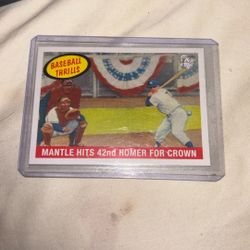 BASEBALL
THRILLS
MANTLE HITS 42nd HOMER FOR CROWN